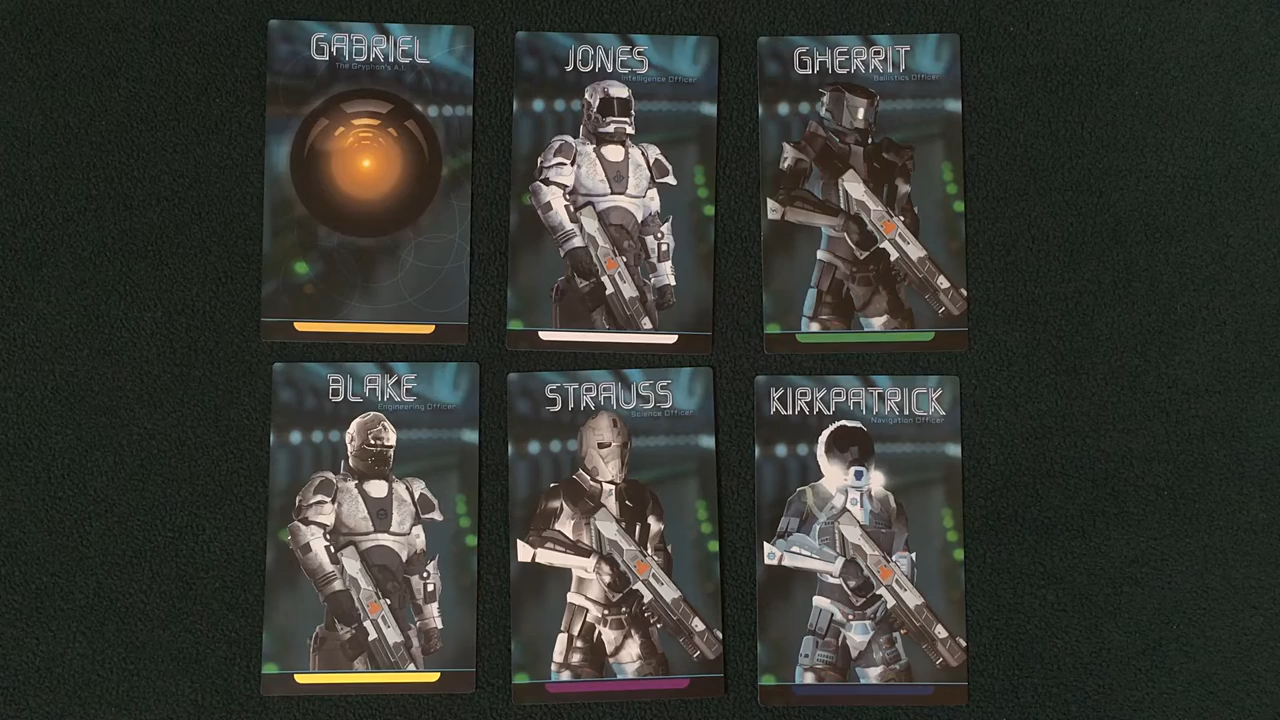 GABRIEL
The Gryphon's A.I.
JONES
Intelligence Officer
GHERRIT
Ballistics Officer
BLAKE
Engineering Officer
STRAUSS
Science Officer
KIRKPATRICK
Navigation Officer